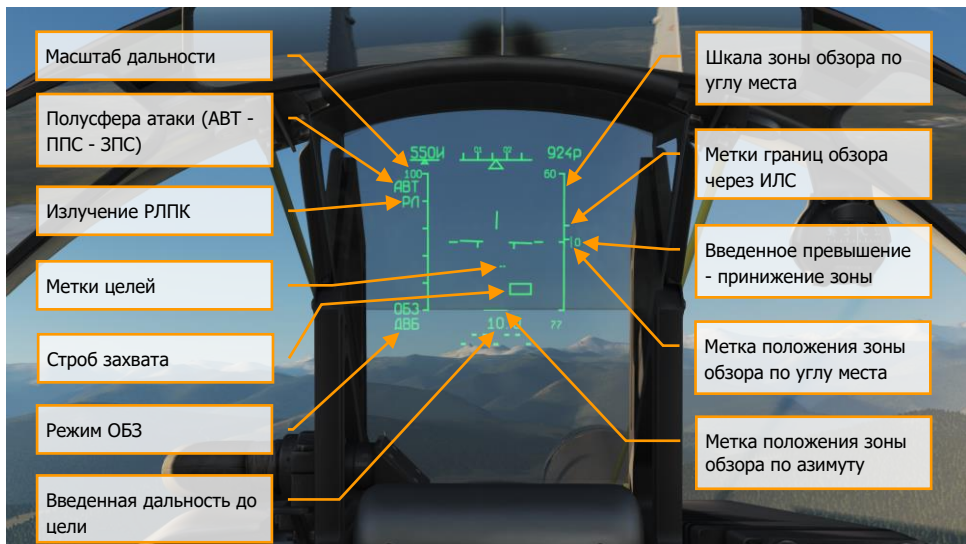 Масштаб дальности
Полусфера атаки (АВТ -
ППС - ЗПС)
Излучение РЛПК
Метки целей
Строб захвата
Режим ОБЗ
Введенная дальность до
цели
550И
924р
100
АВТ
РЛ
60
0
ОБЗ
ДВБ
77
Шкала зоны обзора по
углу места
Метки границ обзора
через ИЛС
Введенное превышение
- принижение зоны
Метка положения зоны
обзора по углу места
Метка положения зоны
обзора по азимуту